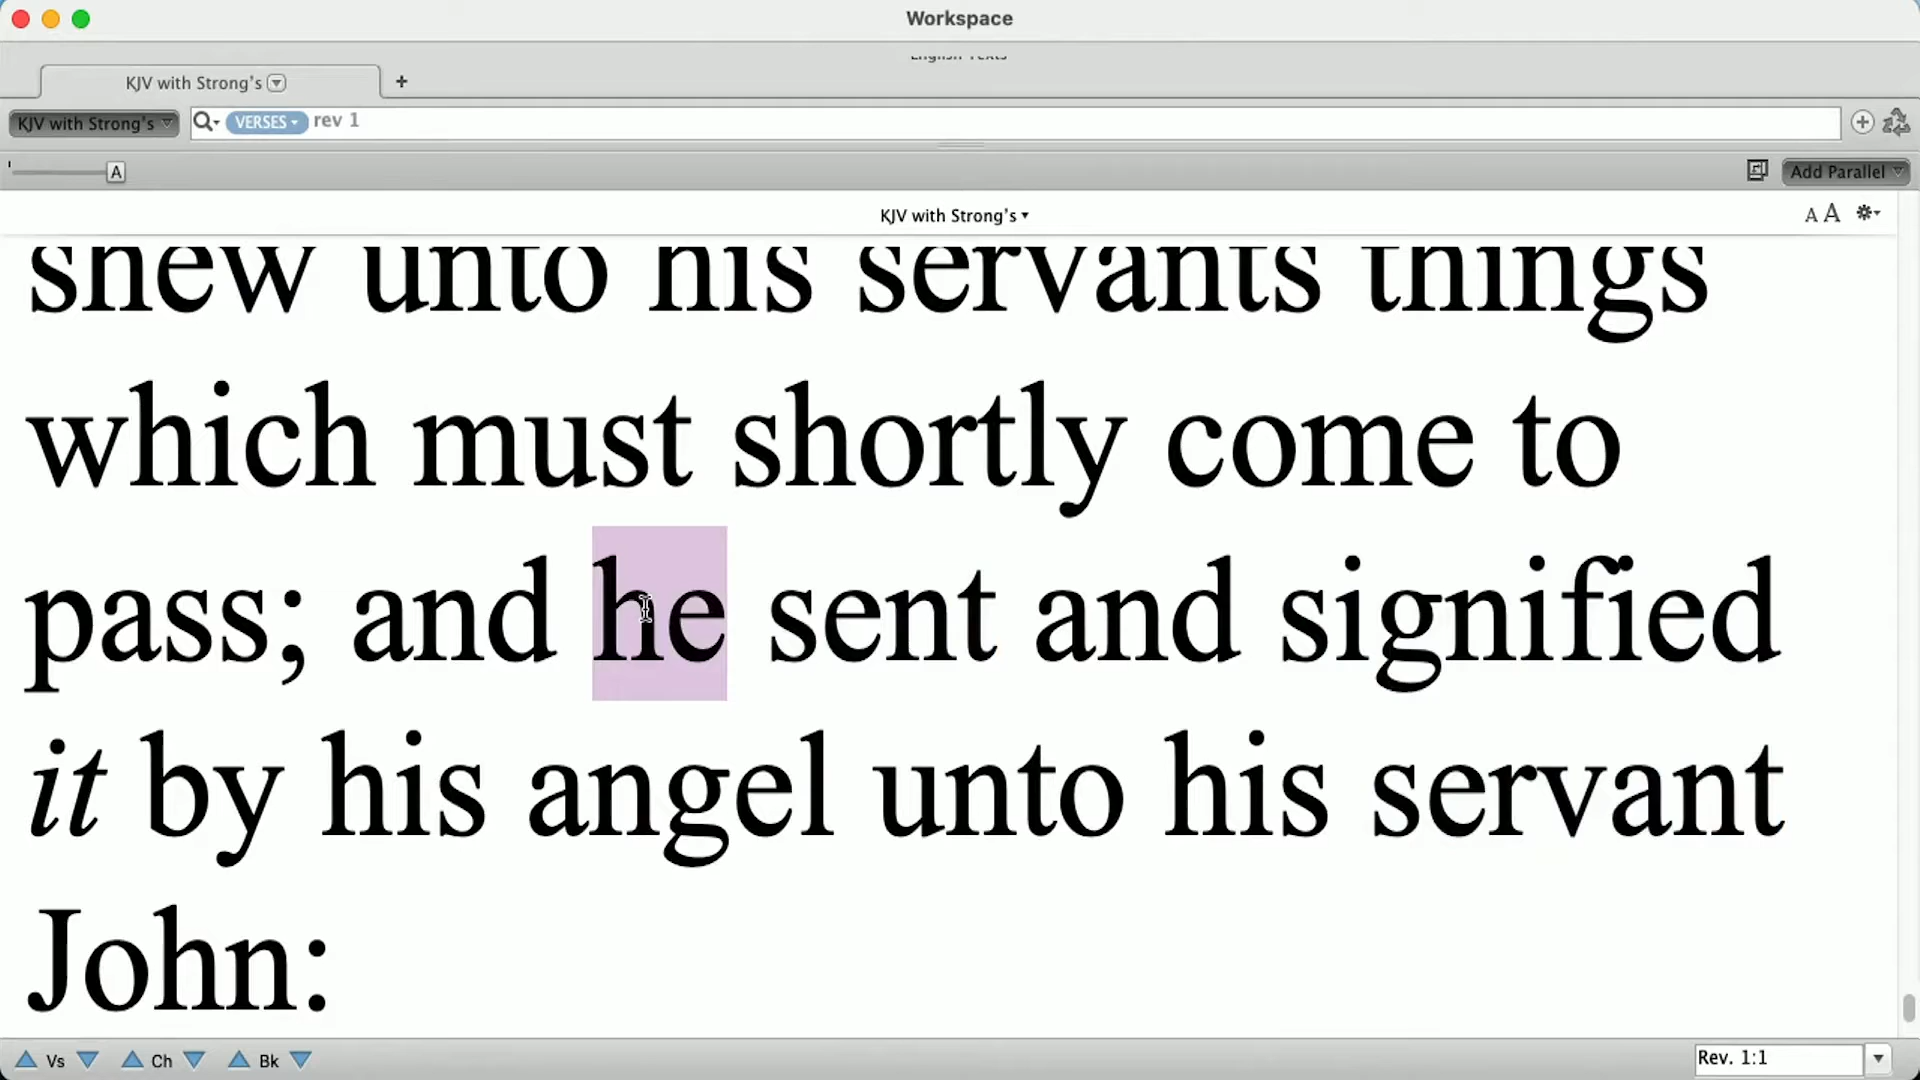 Workspace
English Texts
KJV with Strong's
+
KJV with Strong's VERSES rev 1
A Add Parallel
KJV with Strong's A A
shew unto his servants things
which must shortly come to
pass; and he sent and signified
it by his angel unto his servant
John:
Vs Ch Bk Rev. 1:1